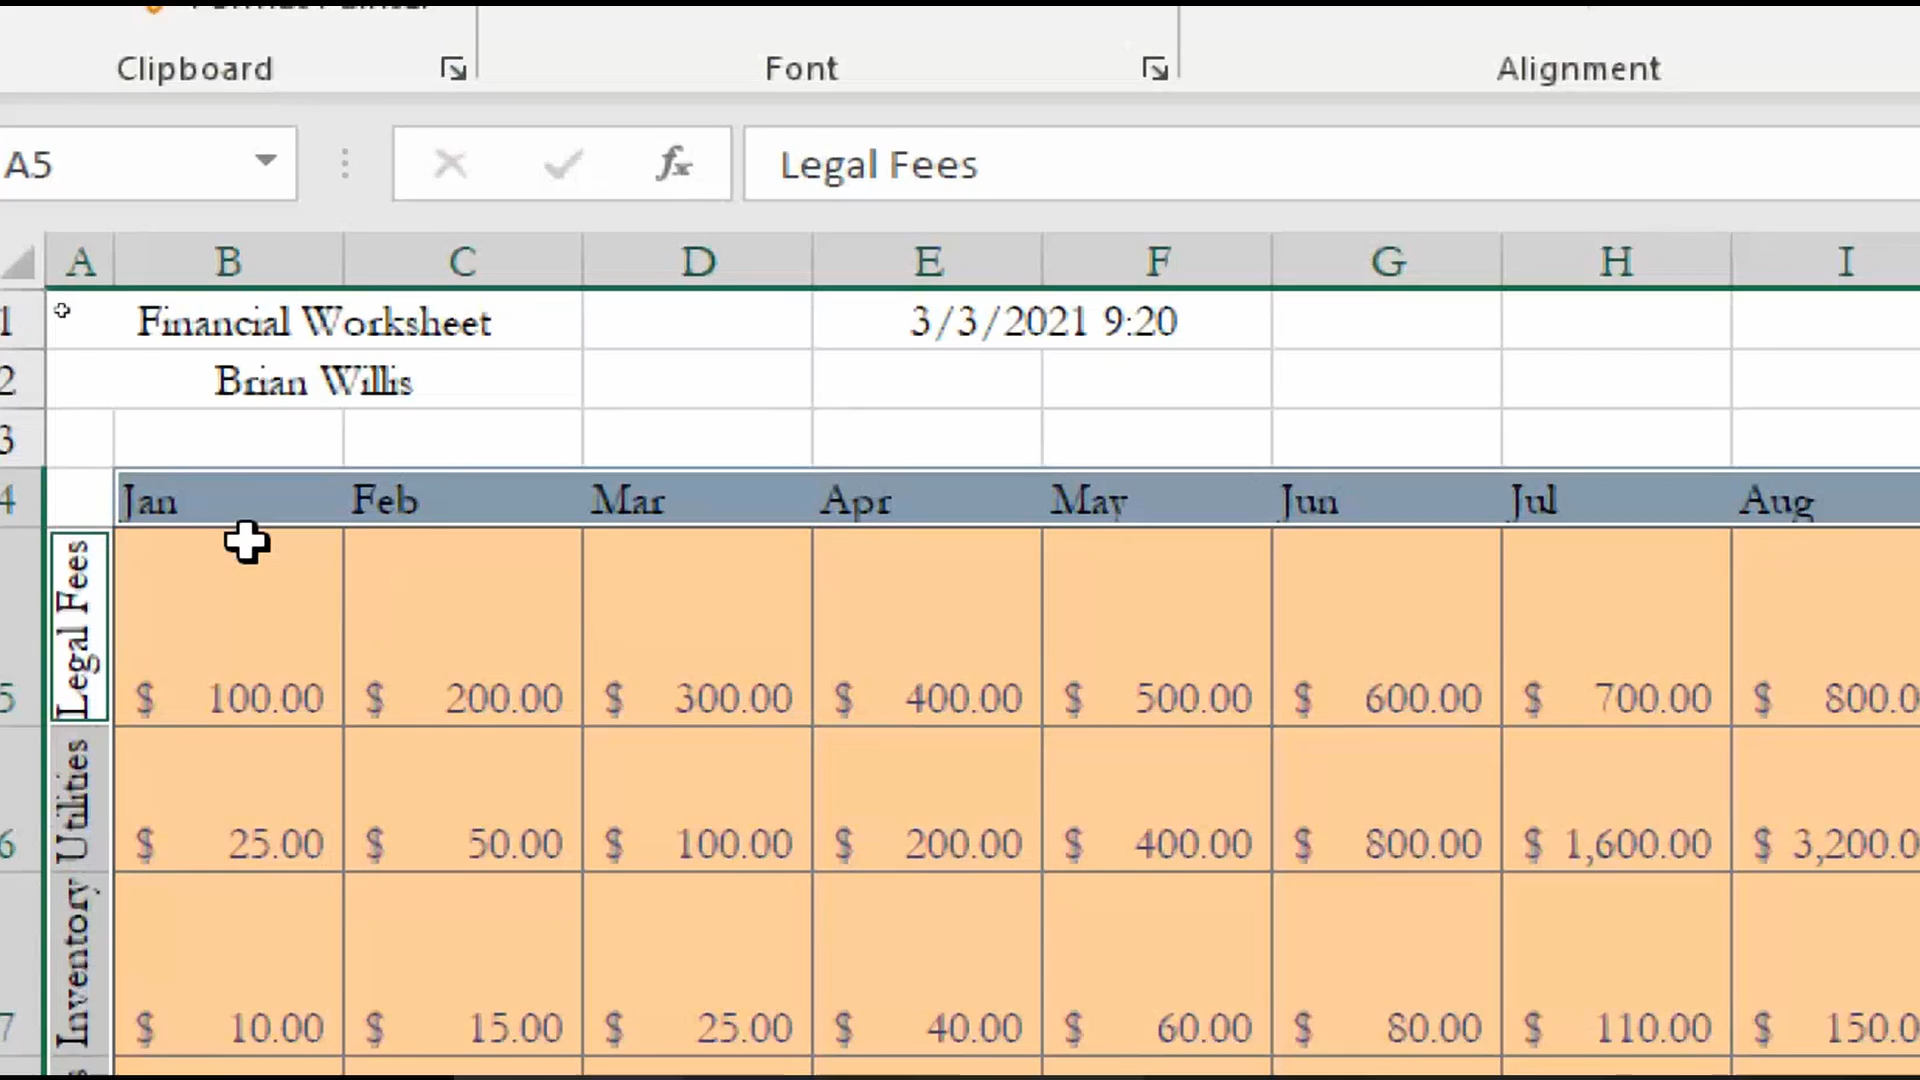 Clipboard Font Alignment
A5 fx Legal Fees
A B C D E F G H I
1 Financial Worksheet 3/3/2021 9:20
2 Brian Willis
3
4 Jan Feb Mar Apr May Jun Jul Aug
5 Legal Fees $ 100.00 $ 200.00 $ 300.00 $ 400.00 $ 500.00 $ 600.00 $ 700.00 $ 800.0
6 Utilities $ 25.00 $ 50.00 $ 100.00 $ 200.00 $ 400.00 $ 800.00 $ 1,600.00 $ 3,200.0
7 Inventory $ 10.00 $ 15.00 $ 25.00 $ 40.00 $ 60.00 $ 80.00 $ 110.00 $ 150.0